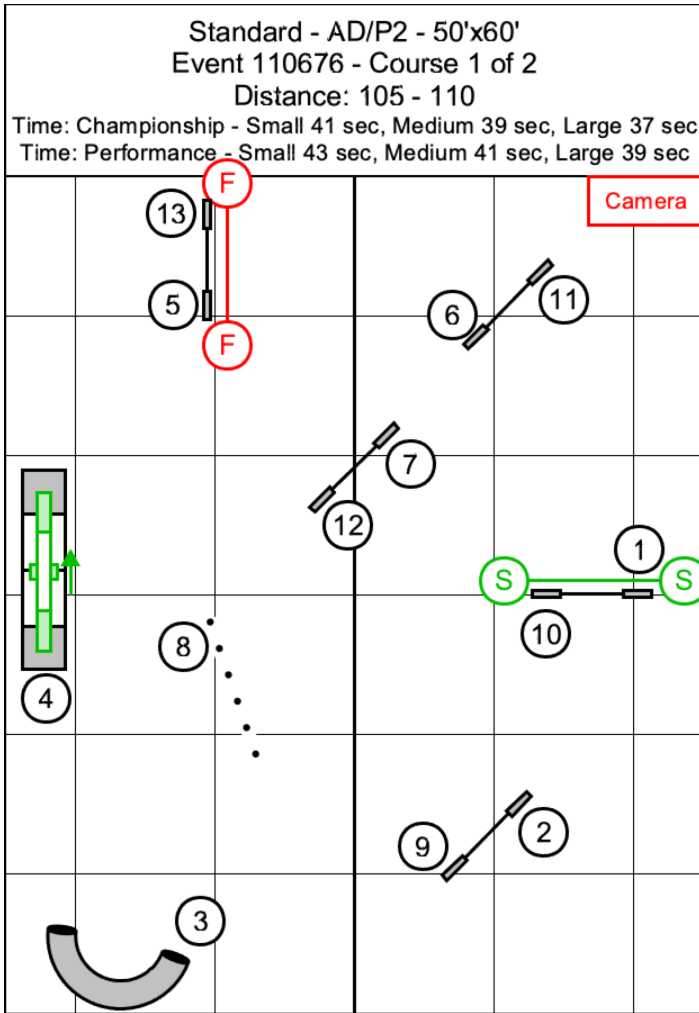 Standard - AD/P2 - 50'x60'
Event 110676 - Course 1 of 2
Distance: 105 - 110
Time: Championship - Small 41 sec, Medium 39 sec, Large 37 sec
Time: Performance - Small 43 sec, Medium 41 sec, Large 39 sec
F
Camera
13
11
5
6
F
7
12
1
S
S
10
8
4
2
9
3